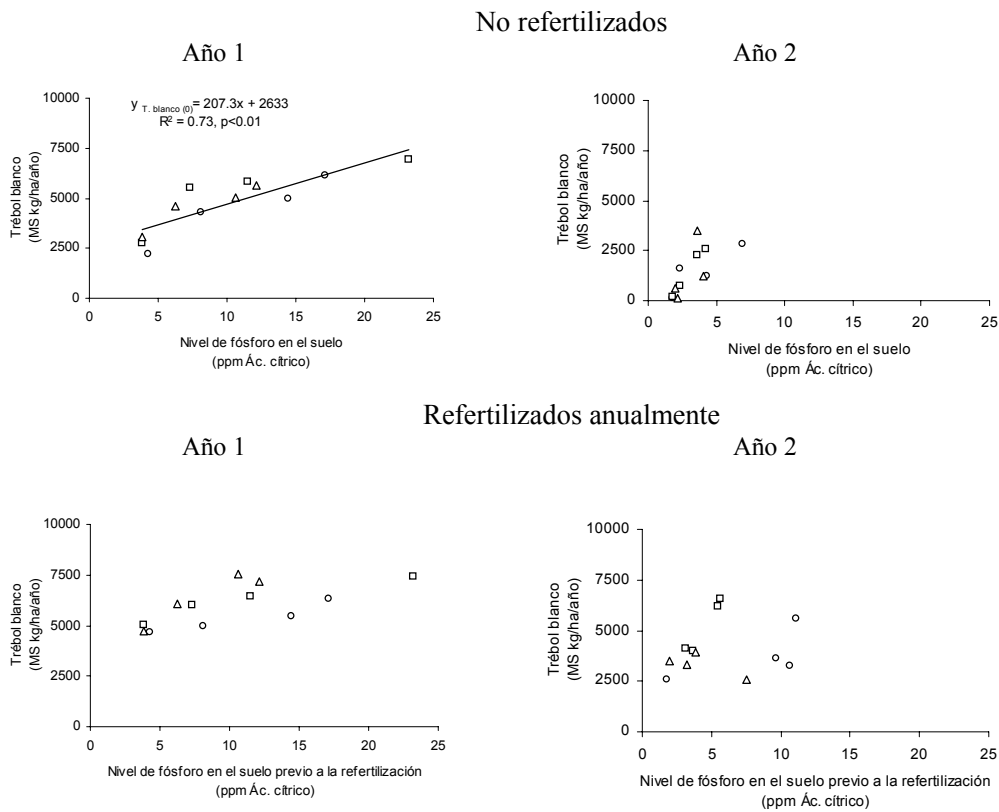 No refertilizados
Año 1
Año 2
y T. blanco (0) = 207.3x + 2633
R² = 0.73, p<0.01
Trébol blanco
(MS kg/ha/año)
10000
7500
5000
2500
0
0 5 10 15 20 25
Nivel de fósforo en el suelo
(ppm Ác. cítrico)
Trébol blanco
(MS kg/ha/año)
10000
7500
5000
2500
0
0 5 10 15 20 25
Nivel de fósforo en el suelo
(ppm Ác. cítrico)
Refertilizados anualmente
Año 1
Año 2
Trébol blanco
(MS kg/ha/año)
10000
7500
5000
2500
0
0 5 10 15 20 25
Nivel de fósforo en el suelo previo a la refertilización
(ppm Ác. cítrico)
Trébol blanco
(MS kg/ha/año)
10000
7500
5000
2500
0
0 5 10 15 20 25
Nivel de fósforo en el suelo previo a la refertilización
(ppm Ác. cítrico)